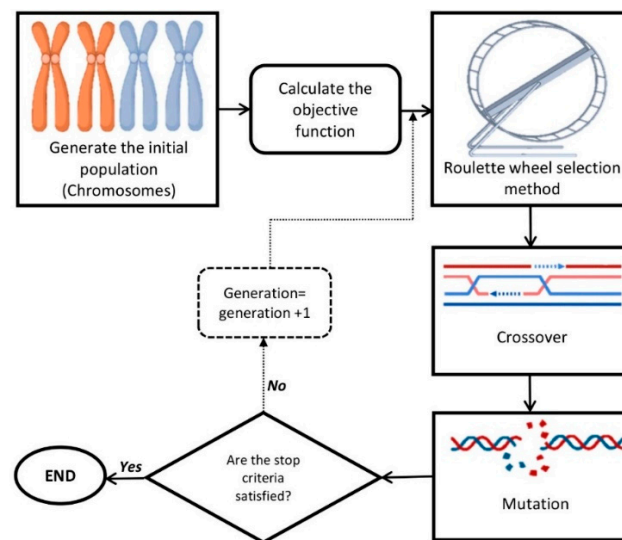 Generate the initial
population
(Chromosomes)
Calculate the
objective
function
Roulette wheel selection
method
Crossover
Mutation
Are the stop
criteria
satisfied?
Yes
END
No
Generation=
generation +1